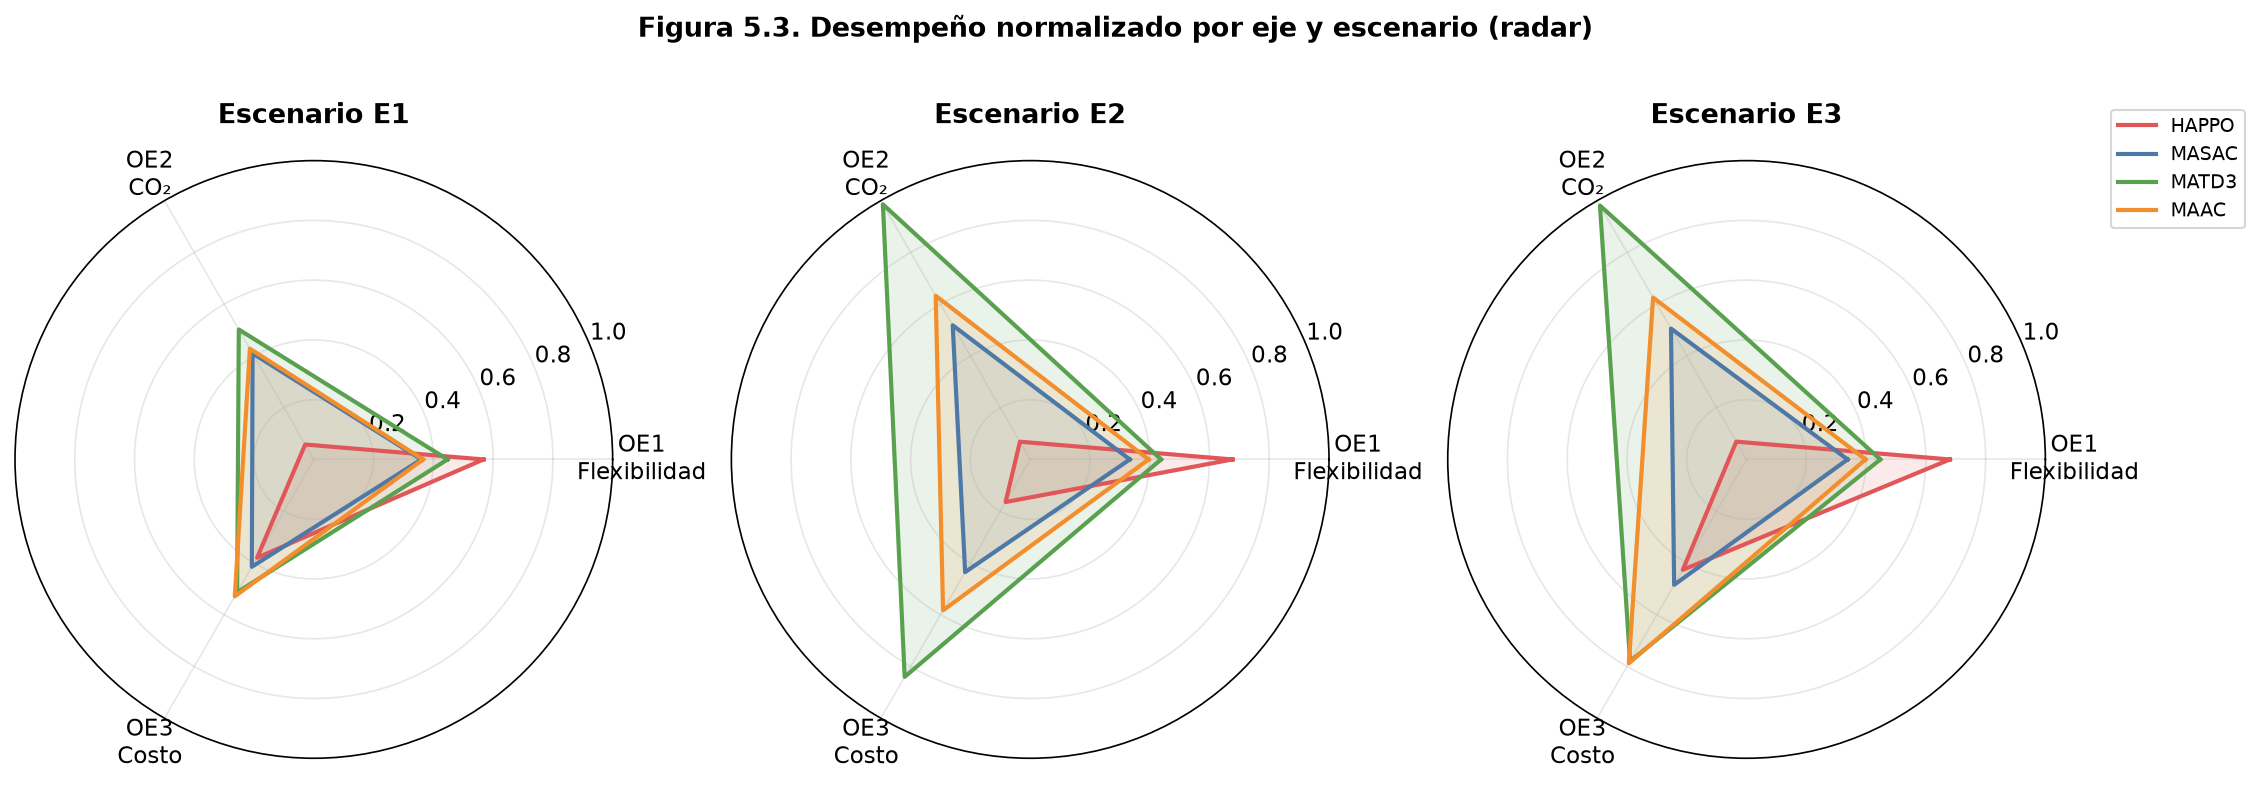 Figura 5.3. Desempeño normalizado por eje y escenario (radar)
Escenario E1
OE2
CO₂
1.0
0.8
0.6
0.4
0.2
OE1
Flexibilidad
OE3
Costo
Escenario E2
OE2
CO₂
1.0
0.8
0.6
0.4
0.2
OE1
Flexibilidad
OE3
Costo
Escenario E3
OE2
CO₂
1.0
0.8
0.6
0.4
0.2
OE1
Flexibilidad
OE3
Costo
HAPPO
MASAC
MATD3
MAAC